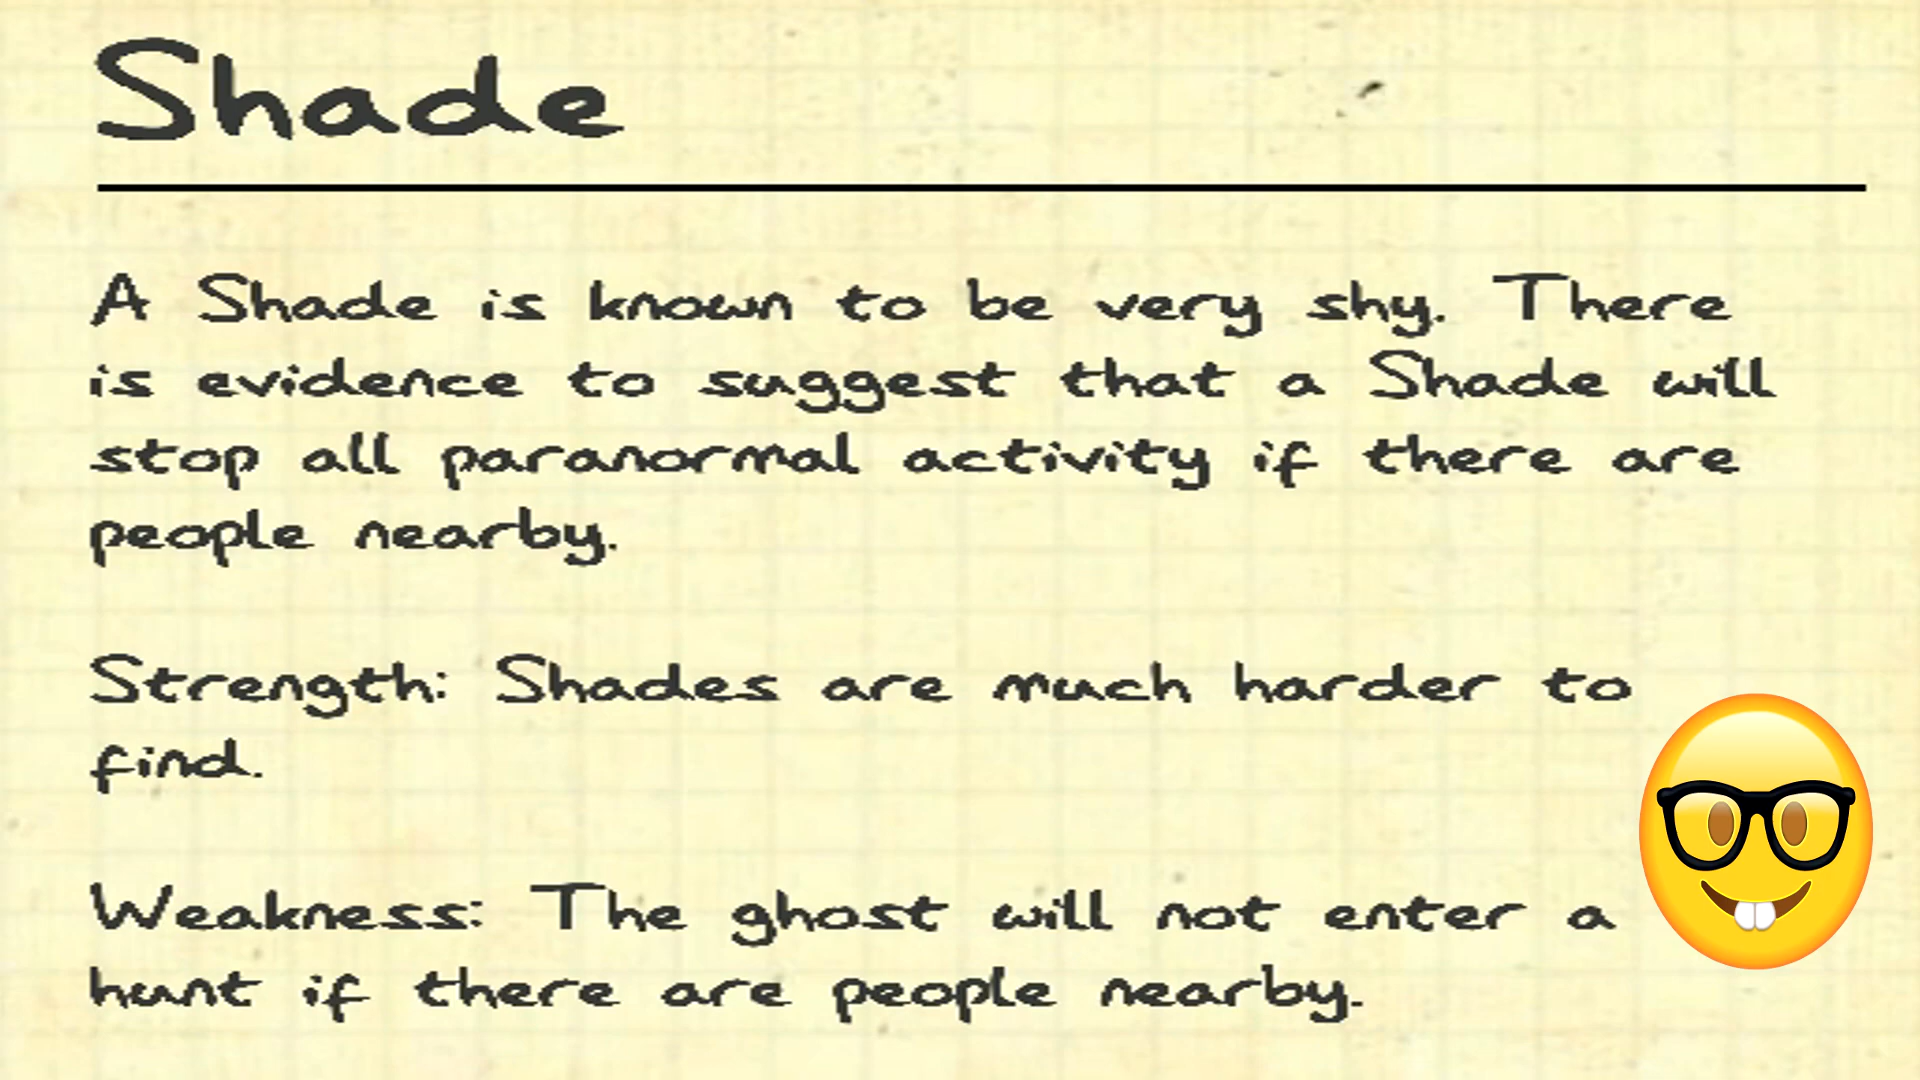 Shade
A Shade is known to be very shy. There
is evidence to suggest that a Shade will
stop all paranormal activity if there are
people nearby.
Strength: Shades are much harder to
find.
Weakness: The ghost will not enter a
hunt if there are people nearby.